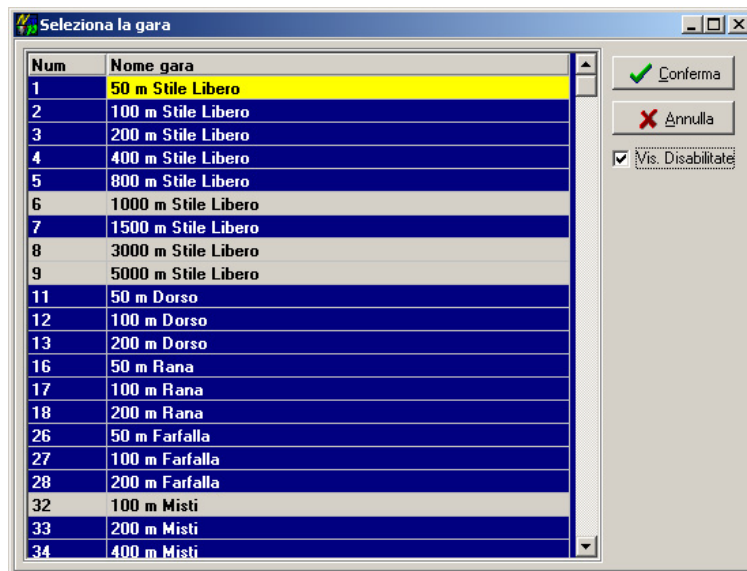 Seleziona la gara
Num Nome gara
1 50 m Stile Libero
2 100 m Stile Libero
3 200 m Stile Libero
4 400 m Stile Libero
5 800 m Stile Libero
6 1000 m Stile Libero
7 1500 m Stile Libero
8 3000 m Stile Libero
9 5000 m Stile Libero
11 50 m Dorso
12 100 m Dorso
13 200 m Dorso
16 50 m Rana
17 100 m Rana
18 200 m Rana
26 50 m Farfalla
27 100 m Farfalla
28 200 m Farfalla
32 100 m Misti
33 200 m Misti
34 400 m Misti
Conferma
Annulla
Vis. Disabilitate